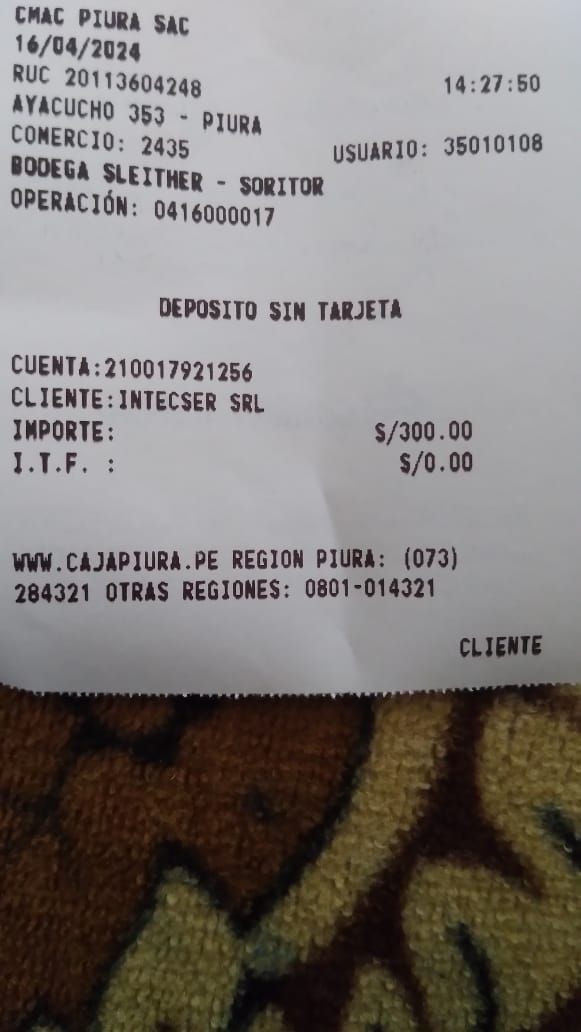 CMAC PIURA SAC
16/04/2024
RUC 20113604248 14:27:50
AYACUCHO 353 - PIURA
COMERCIO: 2435 USUARIO: 35010108
BODEGA SLEITHER - SORITOR
OPERACIÓN: 0416000017
DEPOSITO SIN TARJETA
CUENTA:210017921256
CLIENTE:INTECSER SRL
IMPORTE: S/300.00
I.T.F. : S/0.00
WWW.CAJAPIURA.PE REGION PIURA: (073)
284321 OTRAS REGIONES: 0801-014321
CLIENTE